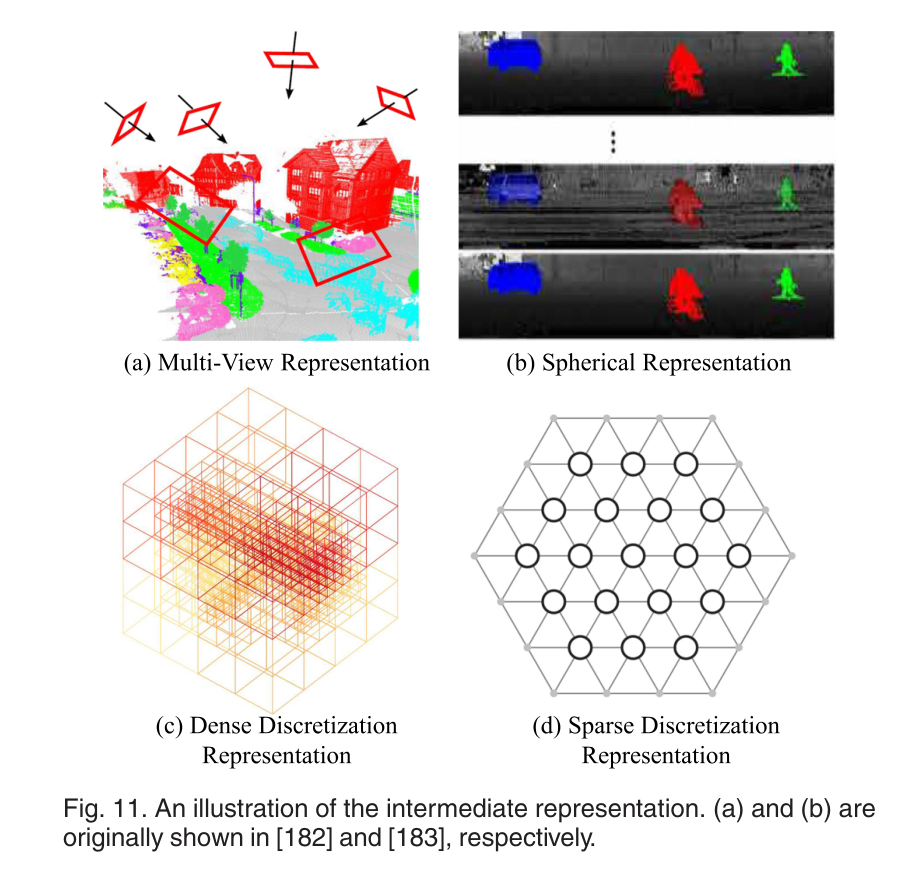 (a) Multi-View Representation
(b) Spherical Representation
(c) Dense Discretization
Representation
(d) Sparse Discretization
Representation
Fig. 11. An illustration of the intermediate representation. (a) and (b) are
originally shown in [182] and [183], respectively.